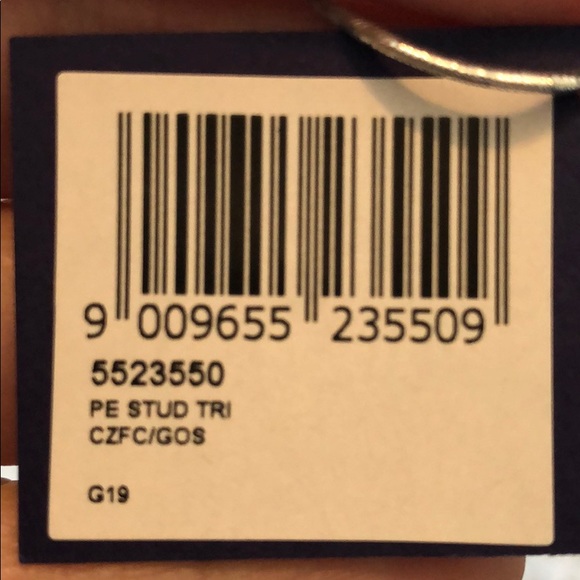 9 009655 235509
5523550
PE STUD TRI
CZFC/GOS
G19